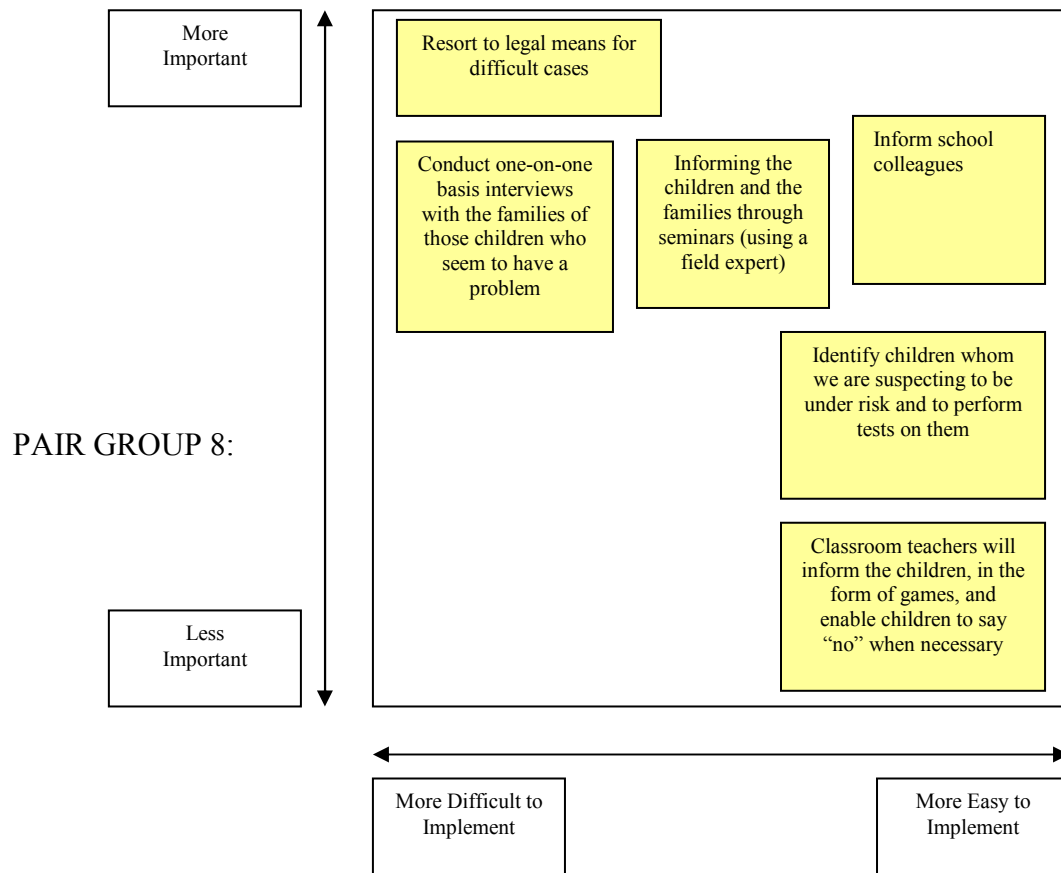 More
Important
Resort to legal means for
difficult cases
Conduct one-on-one
basis interviews
with the families of
those children who
seem to have a
problem
Informing the
children and the
families through
seminars (using a
field expert)
Inform school
colleagues
Identify children whom
we are suspecting to be
under risk and to perform
tests on them
PAIR GROUP 8:
Classroom teachers will
inform the children, in the
form of games, and
enable children to say
“no” when necessary
Less
Important
More Difficult to
Implement
More Easy to
Implement